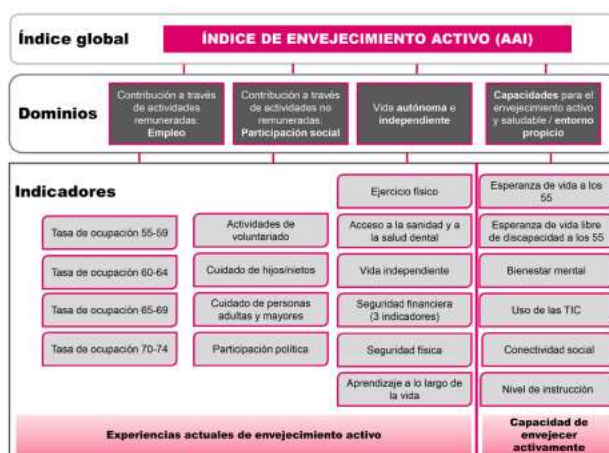 Índice global
ÍNDICE DE ENVEJECIMIENTO ACTIVO (AAI)
Dominios
Contribución a través
de actividades
remuneradas:
Empleo
Contribución a través
de actividades no
remuneradas:
Participación social
Vida autónoma e
independiente
Capacidades para el
envejecimiento activo
y saludable / entorno
propicio
Indicadores
Tasa de ocupación 55-59
Tasa de ocupación 60-64
Tasa de ocupación 65-69
Tasa de ocupación 70-74
Actividades de
voluntariado
Cuidado de hijos/nietos
Cuidado de personas
adultas y mayores
Participación política
Ejercicio físico
Acceso a la sanidad y a
la salud dental
Vida independiente
Seguridad financiera
(3 indicadores)
Seguridad física
Aprendizaje a lo largo de
la vida
Esperanza de vida a los
55
Esperanza de vida libre
de discapacidad a los 55
Bienestar mental
Uso de las TIC
Conectividad social
Nivel de instrucción
Experiencias actuales de envejecimiento activo
Capacidad de
envejecer
activamente